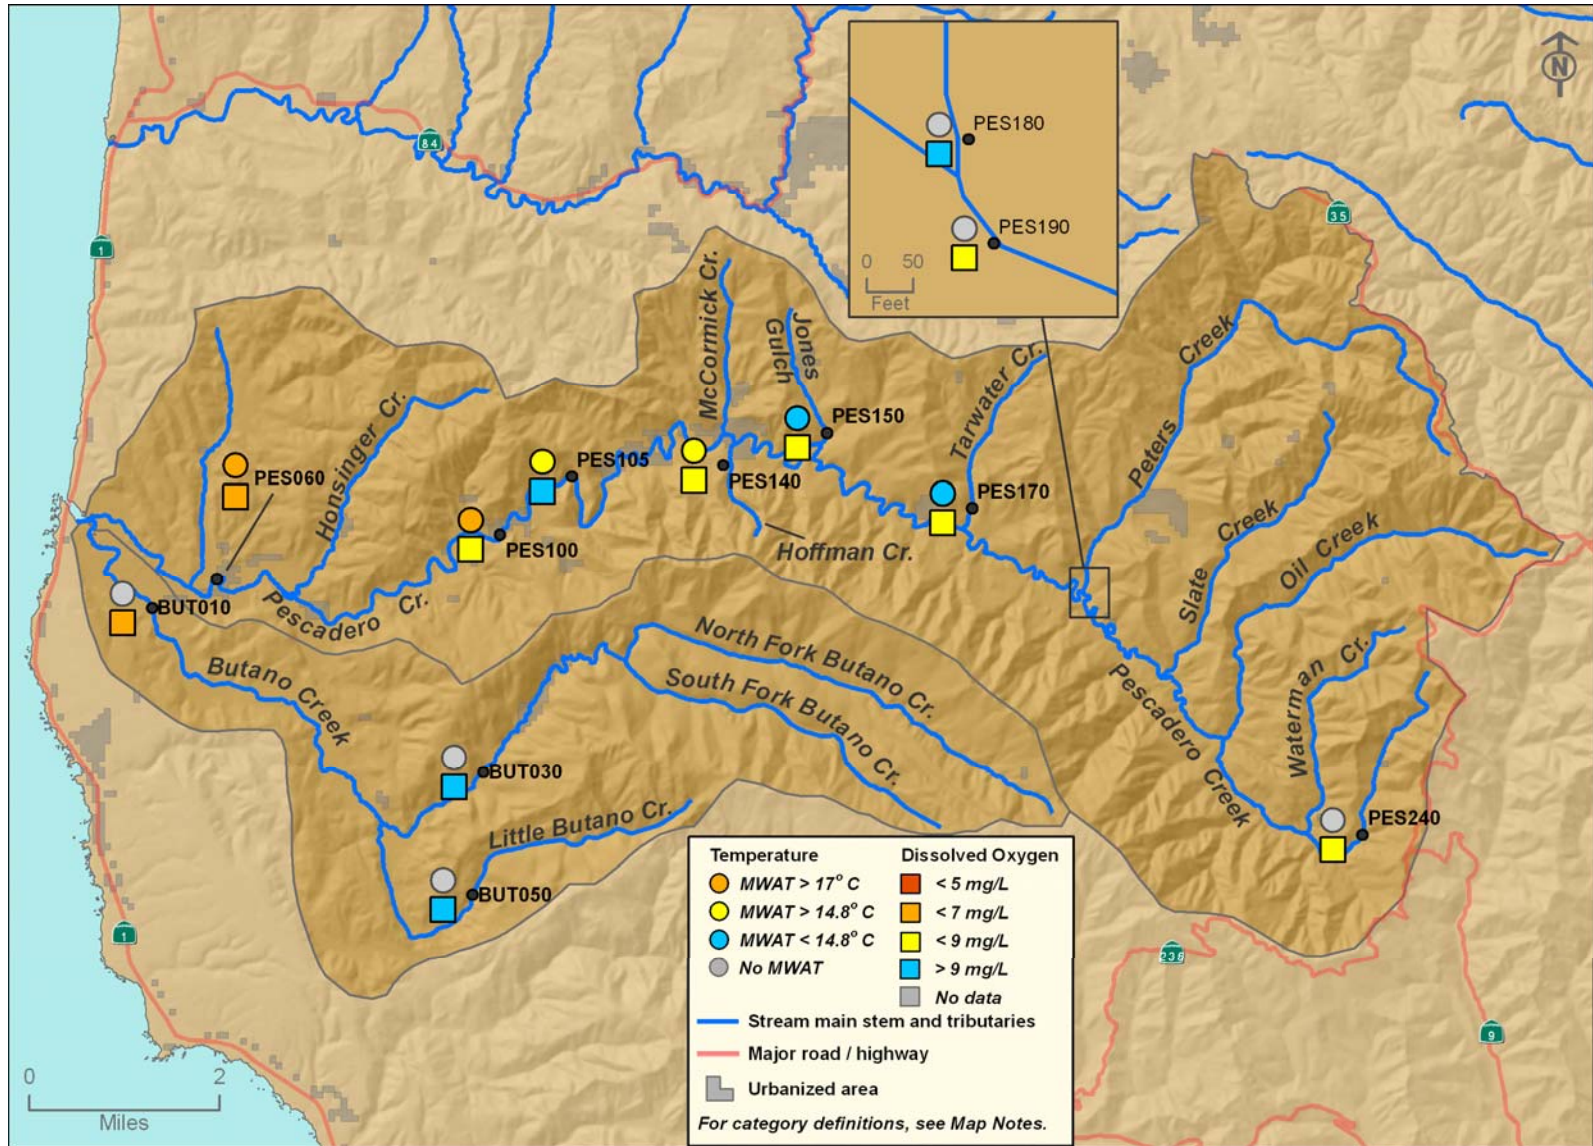 N
84
35
1
PES180
PES190
0 50
Feet
McCormick Cr.
Jones
Gulch
Tarwater Cr.
Peters Creek
PES150
Honsinger Cr.
PES060
PES105
PES140
PES170
PES100
Hoffman Cr.
Slate Creek
Oil Creek
Pescadero Cr.
BUT010
Butano Creek
North Fork Butano Cr.
South Fork Butano Cr.
Pescadero Creek
Waterman Cr.
BUT030
Little Butano Cr.
PES240
BUT050
1
236
9
Temperature
MWAT > 17° C
MWAT > 14.8° C
MWAT < 14.8° C
No MWAT
Dissolved Oxygen
< 5 mg/L
< 7 mg/L
< 9 mg/L
> 9 mg/L
No data
Stream main stem and tributaries
Major road / highway
Urbanized area
For category definitions, see Map Notes.
0 2
Miles